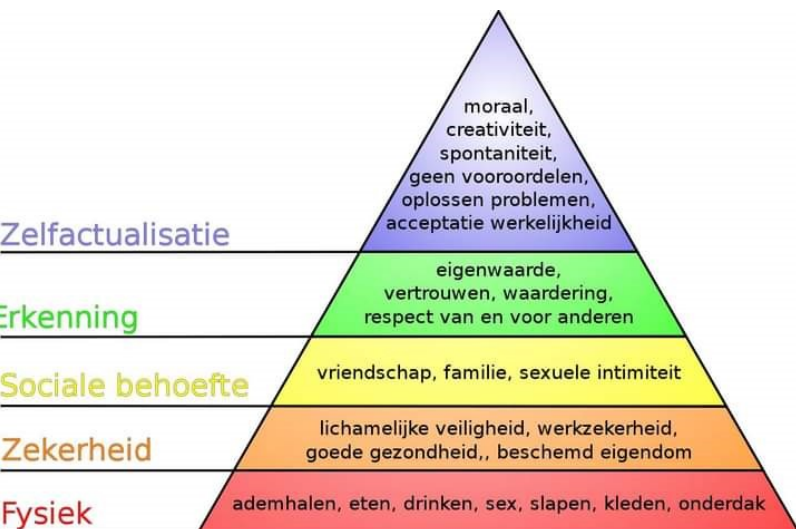 moraal,
creativiteit,
spontaniteit,
geen vooroordelen,
oplossen problemen,
acceptatie werkelijkheid
Zelfactualisatie
eigenwaarde,
vertrouwen, waardering,
respect van en voor anderen
Erkenning
vriendschap, familie, sexuele intimiteit
Sociale behoefte
lichamelijke veiligheid, werkzekerheid,
goede gezondheid,, beschemd eigendom
Zekerheid
ademhalen, eten, drinken, sex, slapen, kleden, onderdak
Fysiek